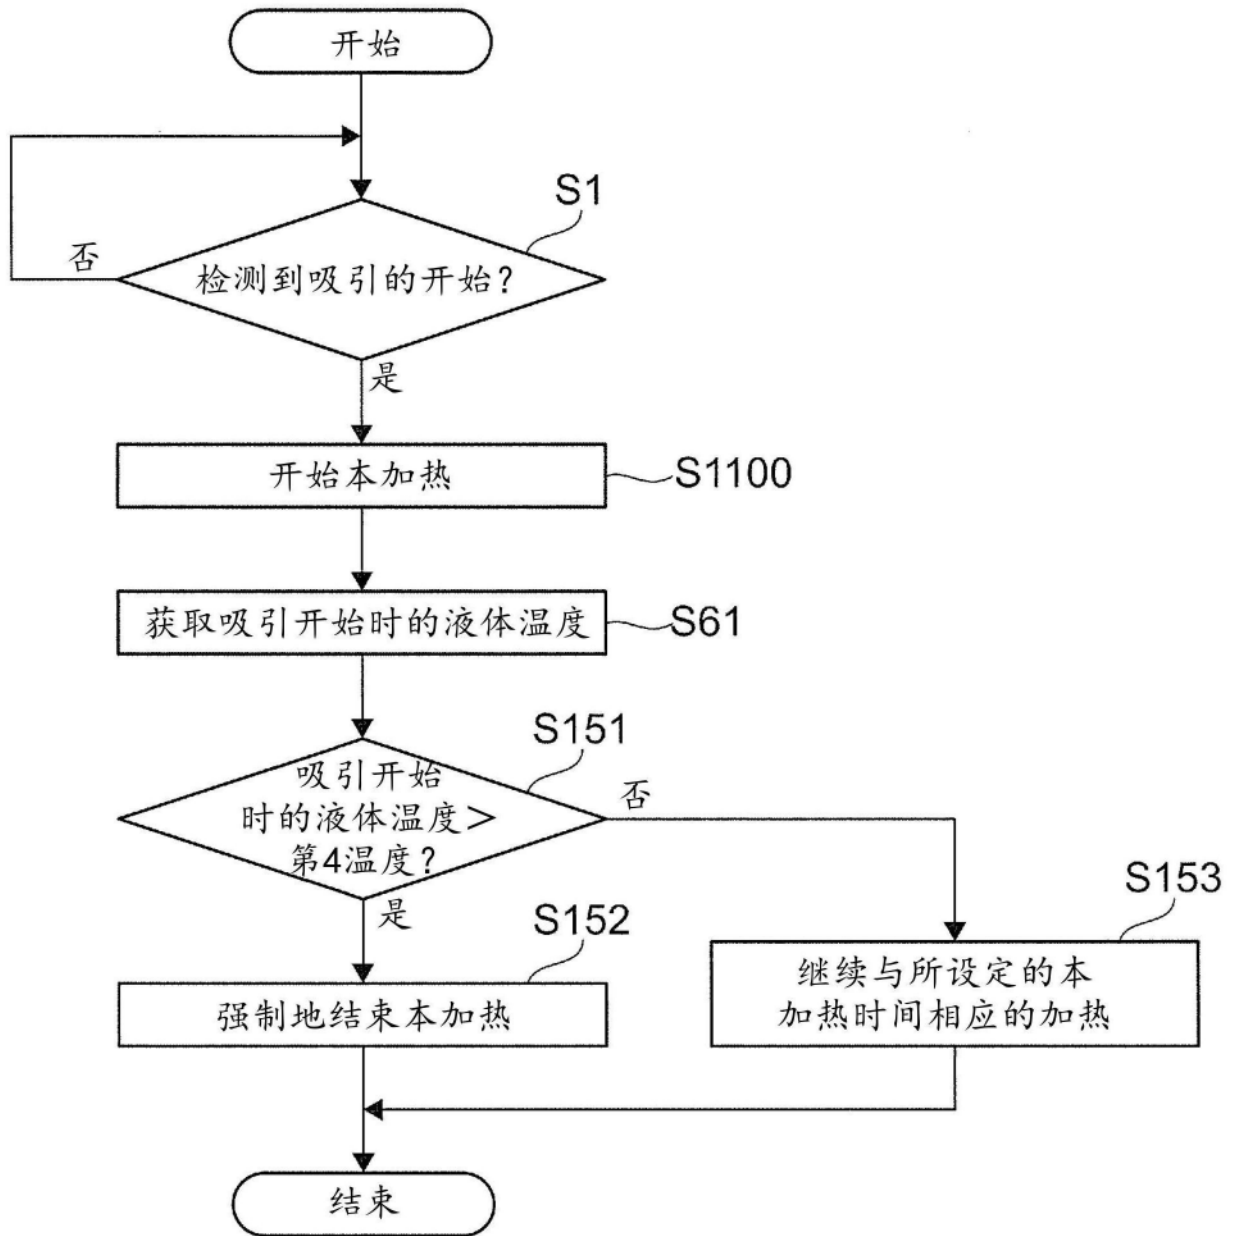 开始
S1
否
检测到吸引的开始?
是
开始本加热
S1100
获取吸引开始时的液体温度
S61
S151
吸引开始
时的液体温度>
第4温度?
否
是
S152
S153
强制地结束本加热
继续与所设定的本
加热时间相应的加热
结束